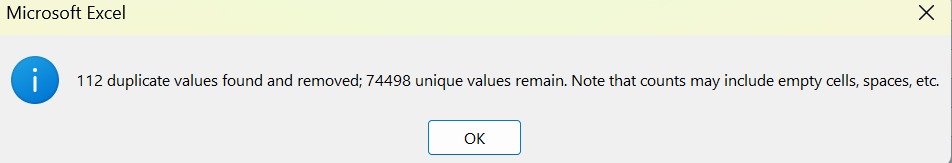 Microsoft Excel
112 duplicate values found and removed; 74498 unique values remain. Note that counts may include empty cells, spaces, etc.
OK